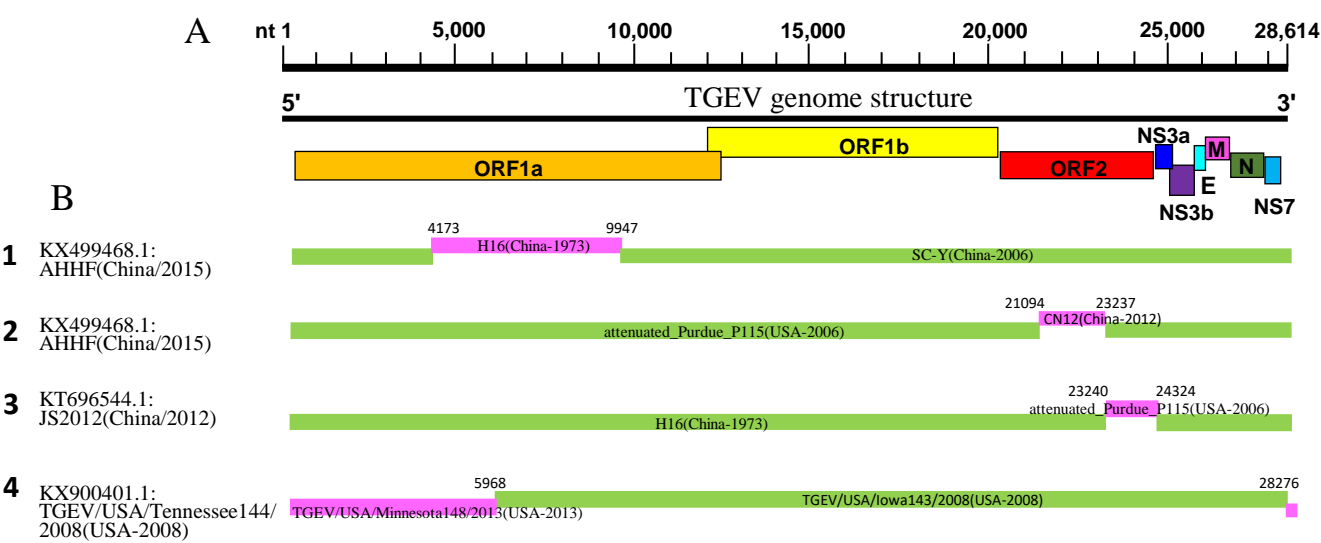 A
nt 1 5,000 10,000 15,000 20,000 25,000 28,614
5' TGEV genome structure 3'
NS3a
ORF1b
M
ORF1a
ORF2
N
E
NS3b
NS7
B
4173 9947
1 KX499468.1: H16(China-1973)
AHHF(China/2015)
SC-Y(China-2006)
21094 23237
2 KX499468.1: CN12(China-2012)
AHHF(China/2015)
attenuated_Purdue_P115(USA-2006)
23240 24324
3 KT696544.1: attenuated_Purdue_P115(USA-2006)
JS2012(China/2012)
H16(China-1973)
5968 28276
4 KX900401.1: TGEV/USA/Iowa143/2008(USA-2008)
TGEV/USA/Tennessee144/ TGEV/USA/Minnesota148/2013(USA-2013)
2008(USA-2008)